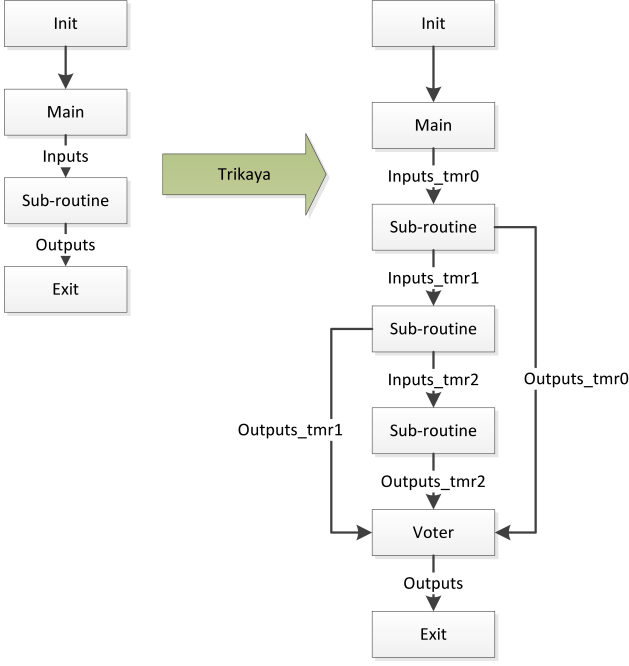 Init
Main
Inputs
Sub-routine
Outputs
Exit
Trikaya
Init
Main
Inputs_tmr0
Sub-routine
Inputs_tmr1
Sub-routine
Inputs_tmr2
Outputs_tmr0
Sub-routine
Outputs_tmr1
Outputs_tmr2
Voter
Outputs
Exit